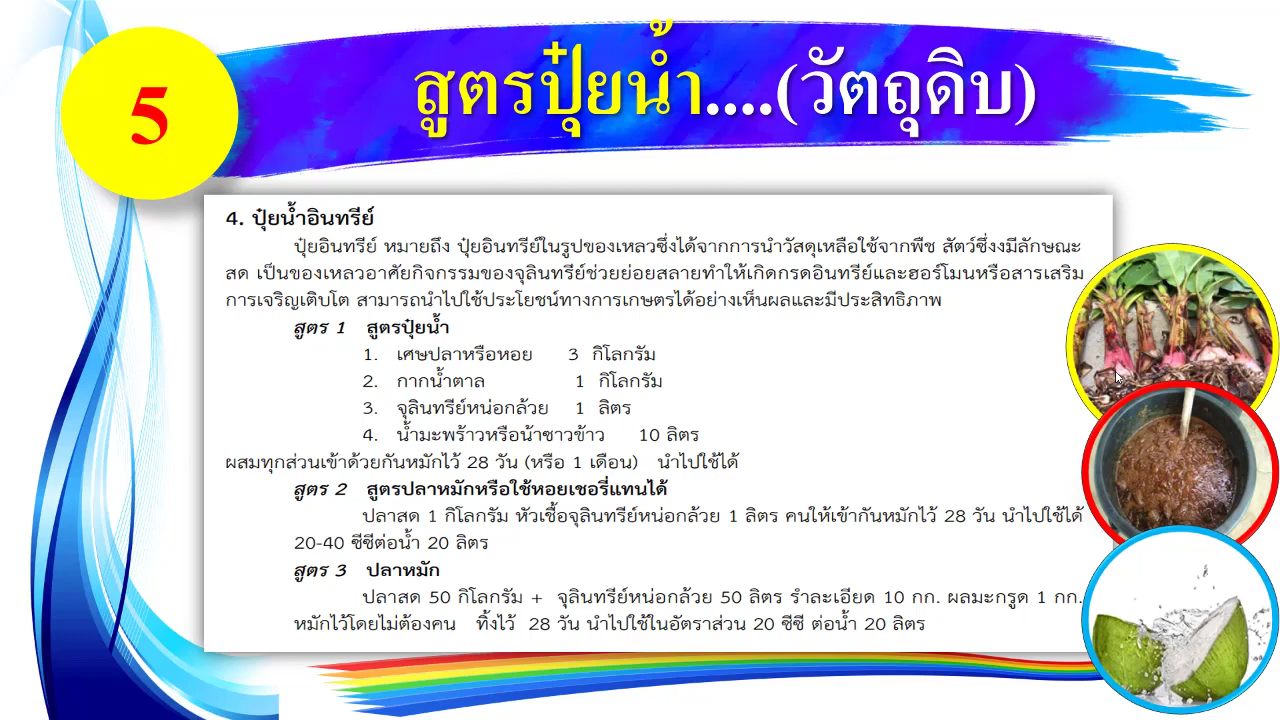 5
สูตรปุ๋ยน้ำ....(วัตถุดิบ)
4. ปุ๋ยน้ำอินทรีย์
ปุ๋ยอินทรีย์ หมายถึง ปุ๋ยอินทรีย์ในรูปของเหลวซึ่งได้จากการนำวัสดุเหลือใช้จากพืช สัตว์ซึ่งงมีลักษณะ
สด เป็นของเหลวอาศัยกิจกรรมของจุลินทรีย์ช่วยย่อยสลายทำให้เกิดกรดอินทรีย์และฮอร์โมนหรือสารเสริม
การเจริญเติบโต สามารถนำไปใช้ประโยชน์ทางการเกษตรได้อย่างเห็นผลและมีประสิทธิภาพ
สูตร 1 สูตรปุ๋ยน้ำ
1. เศษปลาหรือหอย 3 กิโลกรัม
2. กากน้ำตาล 1 กิโลกรัม
3. จุลินทรีย์หน่อกล้วย 1 ลิตร
4. น้ำมะพร้าวหรือน้าซาวข้าว 10 ลิตร
ผสมทุกส่วนเข้าด้วยกันหมักไว้ 28 วัน (หรือ 1 เดือน) นำไปใช้ได้
สูตร 2 สูตรปลาหมักหรือใช้หอยเชอรี่แทนได้
ปลาสด 1 กิโลกรัม หัวเชื้อจุลินทรีย์หน่อกล้วย 1 ลิตร คนให้เข้ากันหมักไว้ 28 วัน นำไปใช้ได้
20-40 ซีซีต่อน้ำ 20 ลิตร
สูตร 3 ปลาหมัก
ปลาสด 50 กิโลกรัม + จุลินทรีย์หน่อกล้วย 50 ลิตร รำละเอียด 10 กก. ผลมะกรูด 1 กก.
หมักไว้โดยไม่ต้องคน ทิ้งไว้ 28 วัน นำไปใช้ในอัตราส่วน 20 ซีซี ต่อน้ำ 20 ลิตร